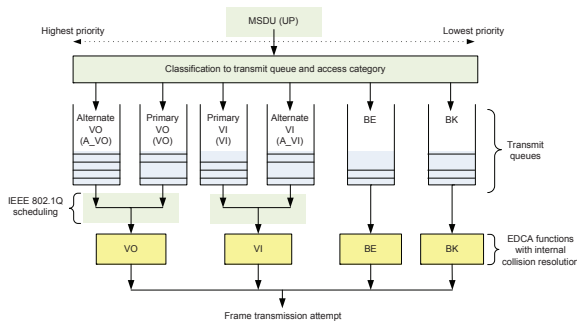 MSDU (UP)
Highest priority
Lowest priority
Classification to transmit queue and access category
Alternate
VO
(A_VO)
Primary
VO
(VO)
Primary
VI
(VI)
Alternate
VI
(A_VI)
BE
BK
Transmit
queues
IEEE 802.1Q
scheduling
VO
VI
BE
BK
EDCA functions
with internal
collision resolution
Frame transmission attempt